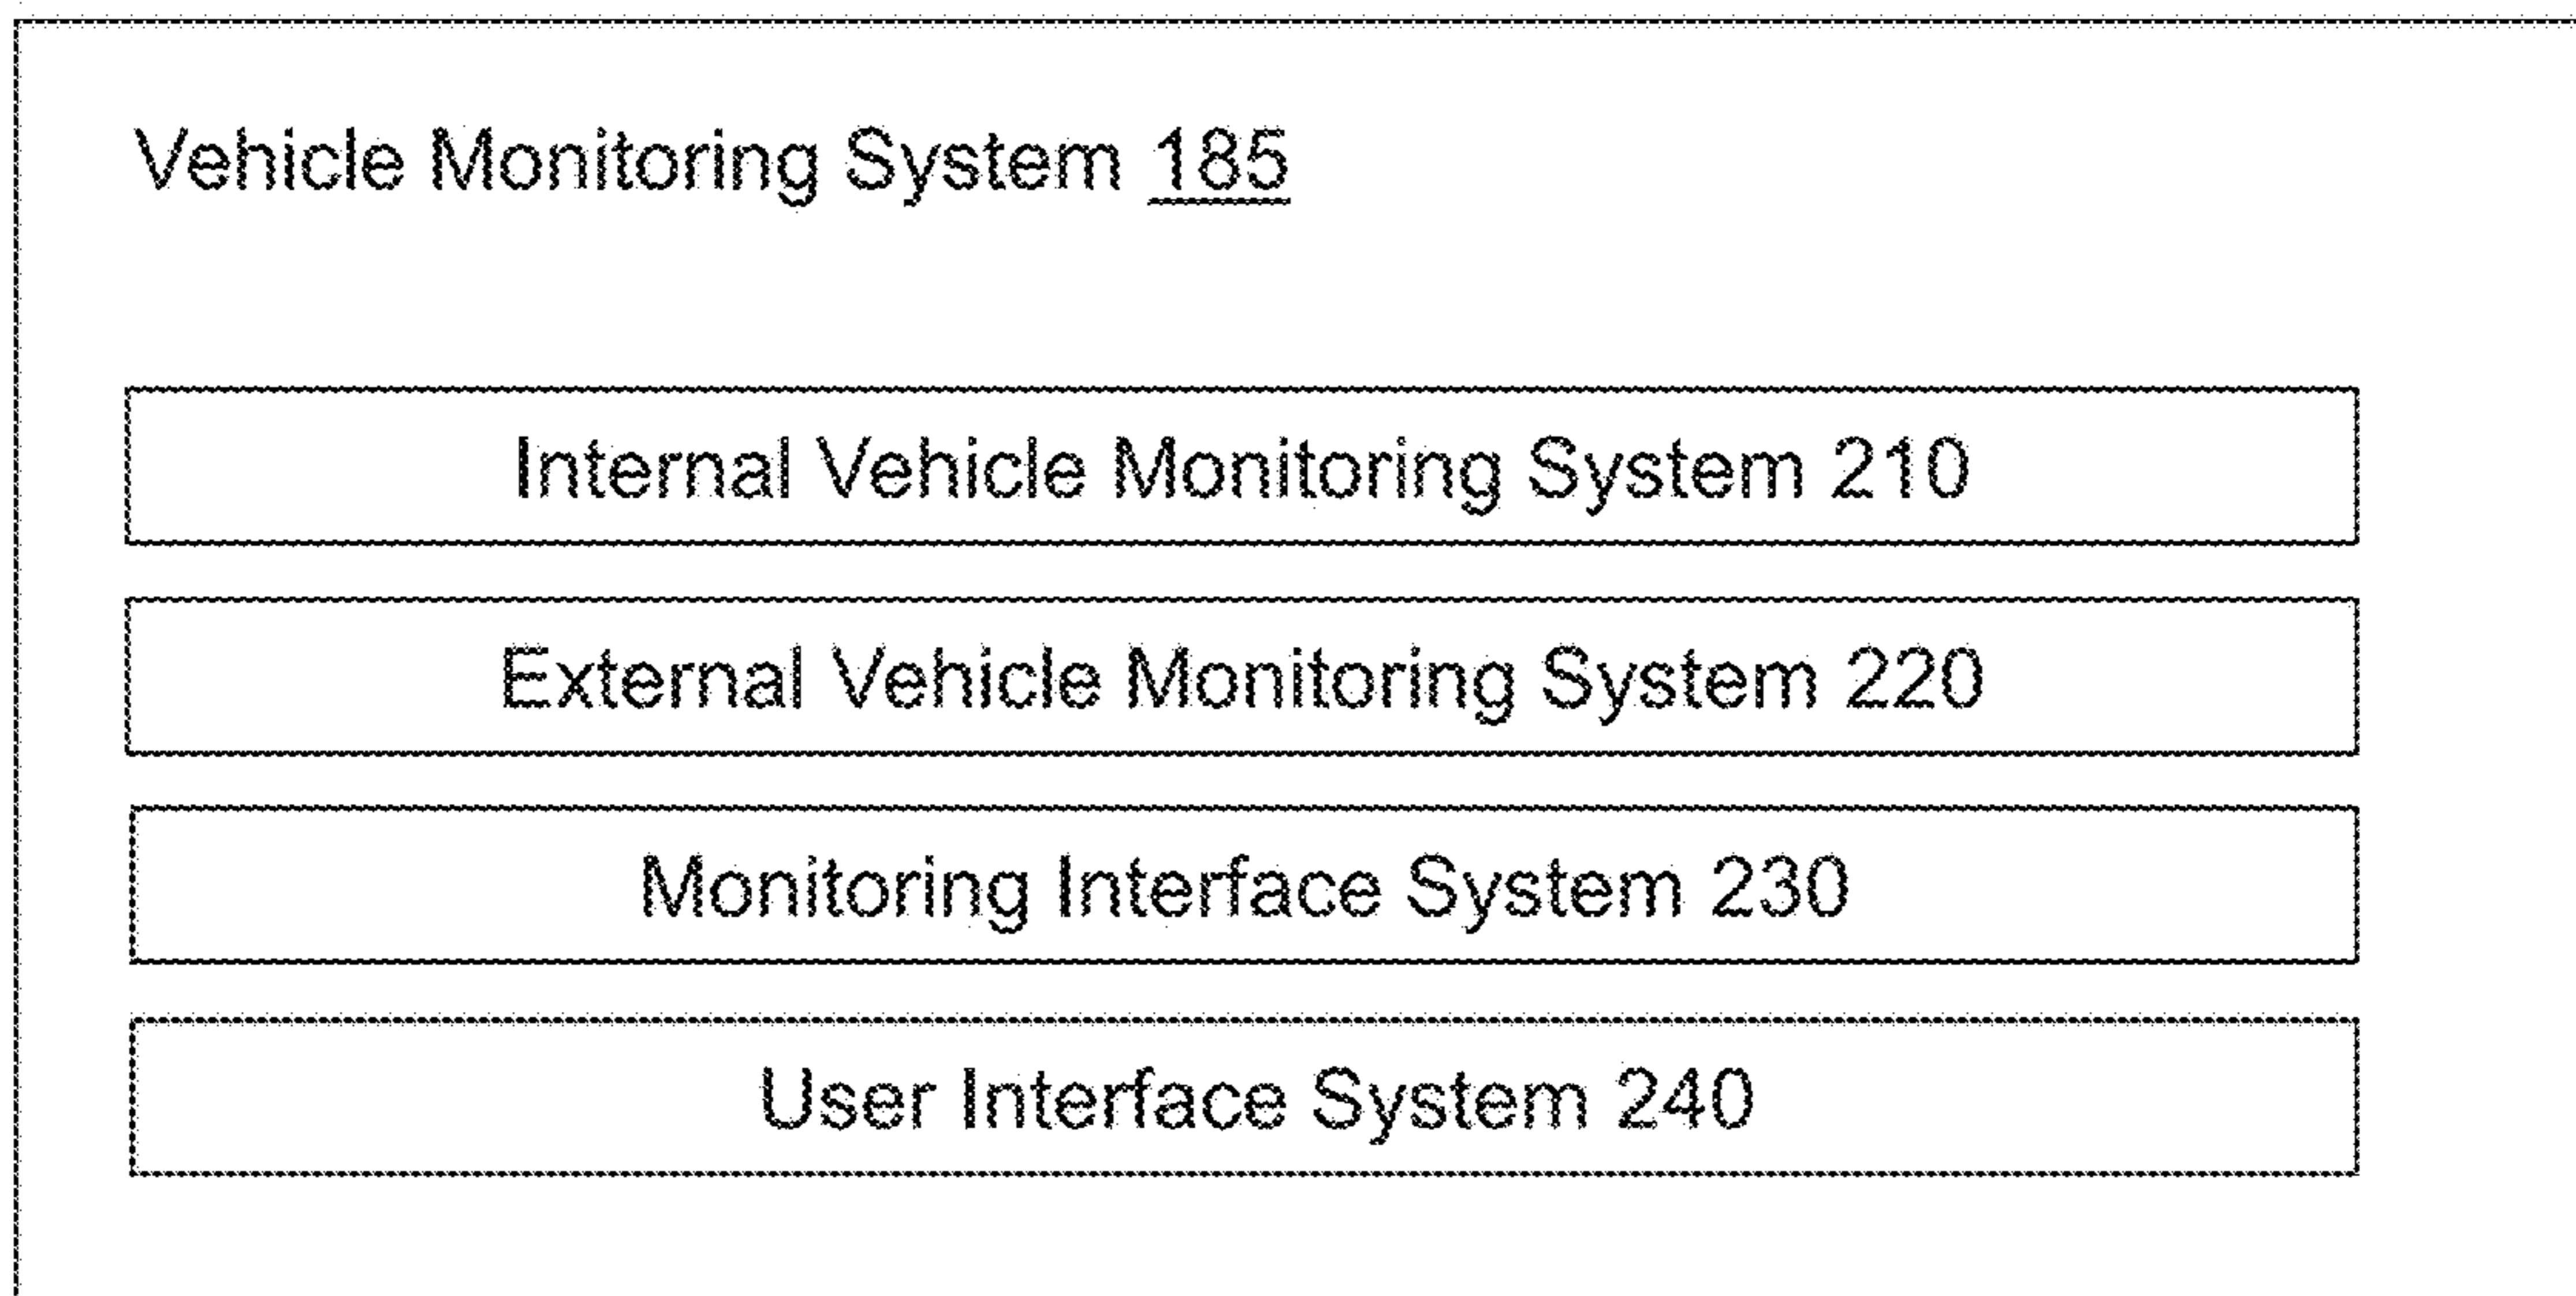 Vehicle Monitoring System 185
Internal Vehicle Monitoring System 210
External Vehicle Monitoring System 220
Monitoring Interface System 230
User Interface System 240